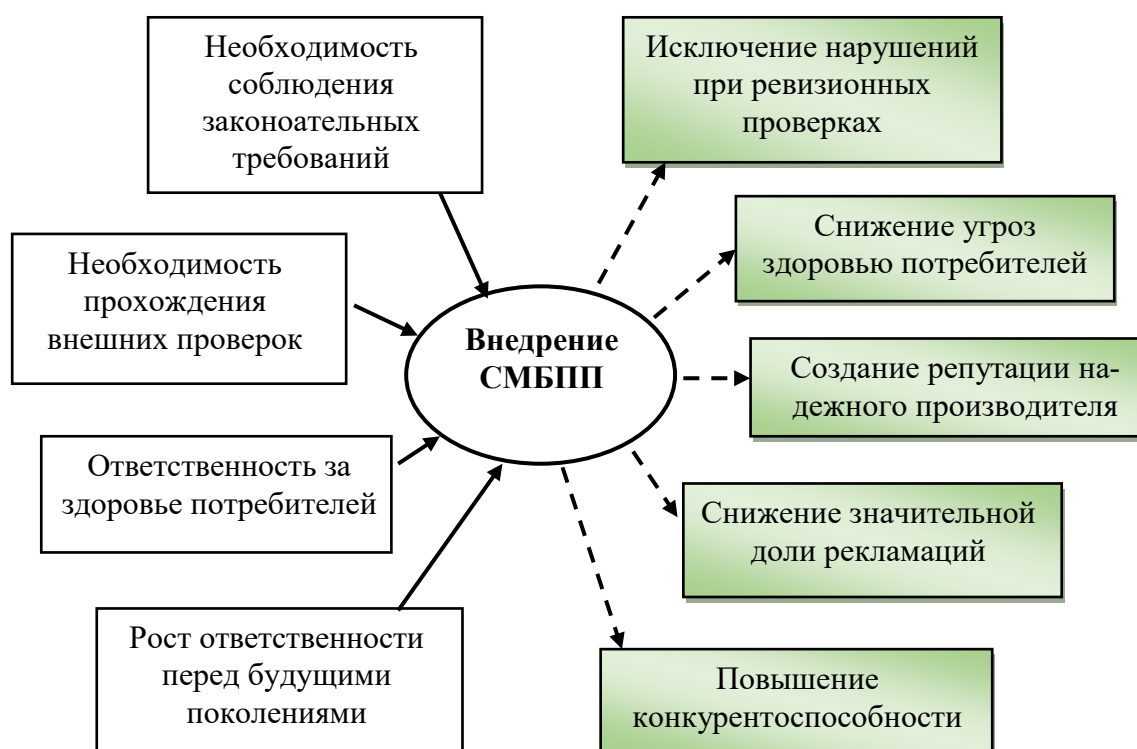 Необходимость
соблюдения
законоательных
требований
Необходимость
прохождения
внешних проверок
Ответственность за
здоровье потребителей
Рост ответственности
перед будущими
поколениями
Внедрение
СМБПП
Исключение нарушений
при ревизионных
проверках
Снижение угроз
здоровью потребителей
Создание репутации на-
дежного производителя
Снижение значительной
доли рекламаций
Повышение
конкурентоспособности